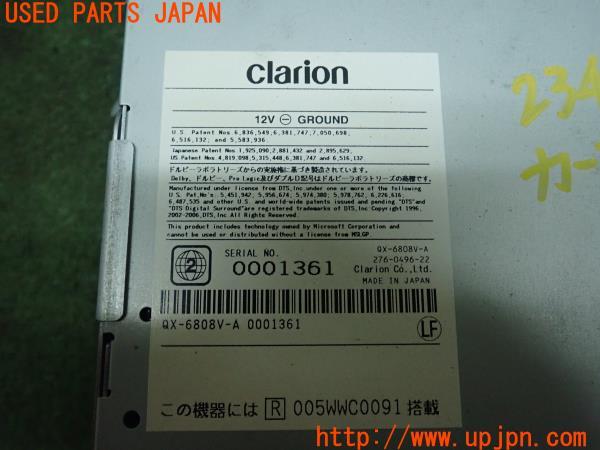 USED PARTS JAPAN
clarion
12V ⊖ GROUND
U.S. Patent Nos. 6,836,549;6,381,747;7,050,698;
6,516,132; and 5,583,936.
Japanese Patent Nos. 1,925,090,2,881,432 and 2,895,629,
US Patent Nos. 4,819,098,5,315,448,6,381,747 and 6,516,132.
ドルビーラボラトリーズからの実施権に基づき製造されています。
Dolby、ドルビー、Pro Logic及びダブルD記号はドルビーラボラトリーズの商標です。
Manufactured under license from DTS,Inc. under one or more of the following
U.S. Pat.No's. 5,451,942; 5,956,674; 5,974,380; 5,978,762; 6,226,616;
6,487,535 and other U.S. and world-wide patents issued and pending. "DTS"and
"DTS Digital Surround"are registered trademarks of DTS,Inc Copyright 1996,
2002-2006 DTS,Inc. All Rights Reserved.
This product includes technology owned by Microsoft Corporation and
cannot be used or distributed without a license from MSLGP.
2
SERIAL NO.
0001361
QX-6808V-A
276-0496-22
Clarion Co.,Ltd.
MADE IN JAPAN
QX-6808V-A 0001361
LF
この機器には R 005WWC0091 搭載
234
カー
(株)ユーパーツ http://www.upjpn.com